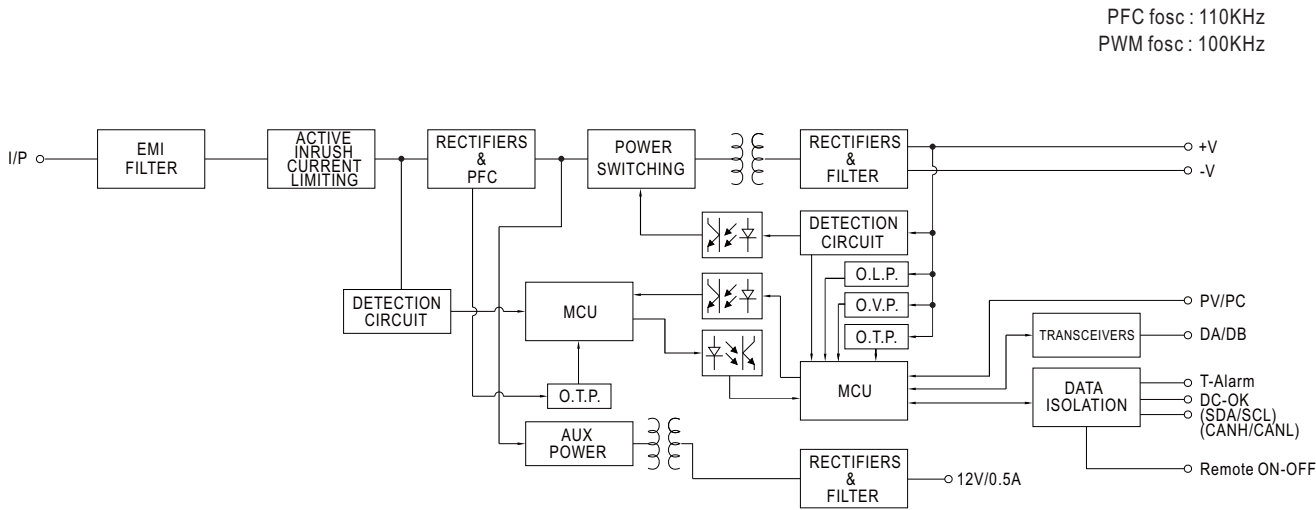 PFC fosc : 110KHz
PWM fosc : 100KHz
I/P
EMI
FILTER
ACTIVE
INRUSH
CURRENT
LIMITING
RECTIFIERS
&
PFC
POWER
SWITCHING
RECTIFIERS
&
FILTER
+V
-V
DETECTION
CIRCUIT
O.L.P.
O.V.P.
O.T.P.
DETECTION
CIRCUIT
MCU
O.T.P.
MCU
PV/PC
TRANSCEIVERS
DA/DB
DATA
ISOLATION
T-Alarm
DC-OK
(SDA/SCL)
(CANH/CANL)
Remote ON-OFF
AUX
POWER
RECTIFIERS
&
FILTER
12V/0.5A